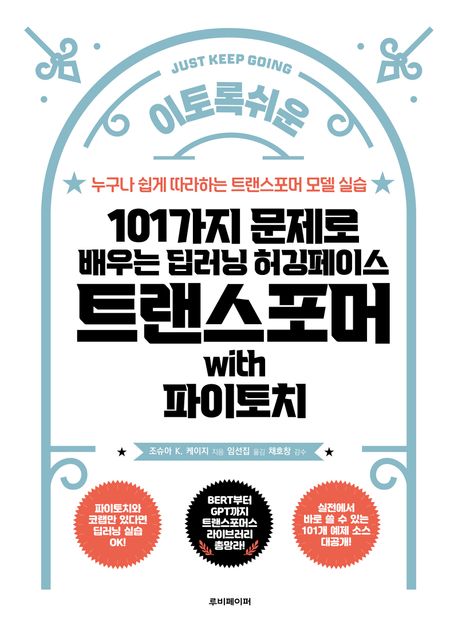 JUST KEEP GOING
이토록쉬운
누구나 쉽게 따라하는 트랜스포머 모델 실습
101가지 문제로
배우는 딥러닝 허깅페이스
트랜스포머
with
파이토치
조슈아 K. 케이지 지음 임선집 옮김 채호창 감수
파이토치와
코랩만 있다면
딥러닝 실습
OK!
BERT부터
GPT까지
트랜스포머스
라이브러리
총망라!
실전에서
바로 쓸 수 있는
101개 예제 소스
대공개!
루비페이퍼